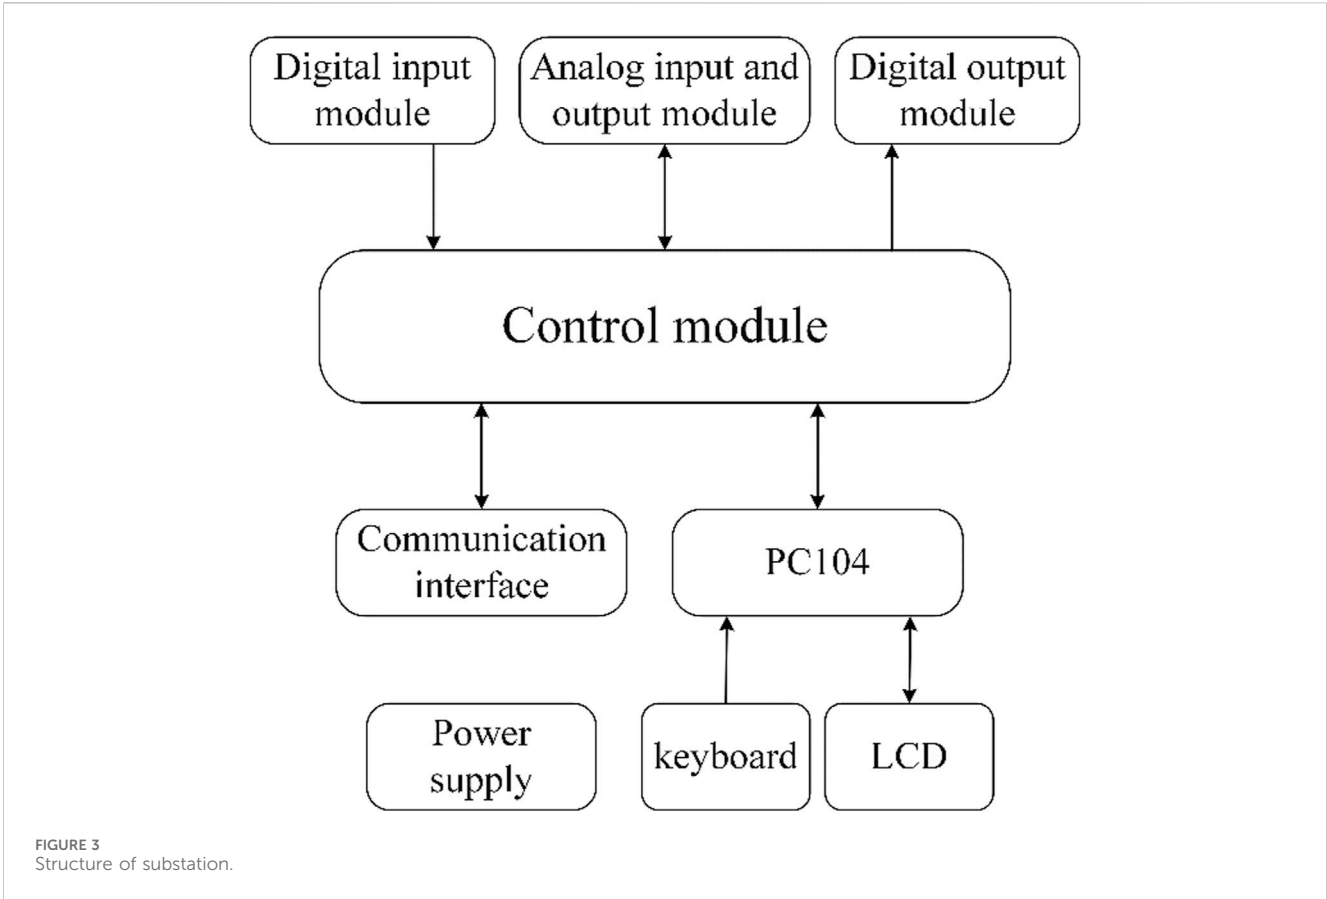 Digital input
module
Analog input and
output module
Digital output
module
Control module
Communication
interface
PC104
Power
supply
keyboard
LCD
FIGURE 3
Structure of substation.